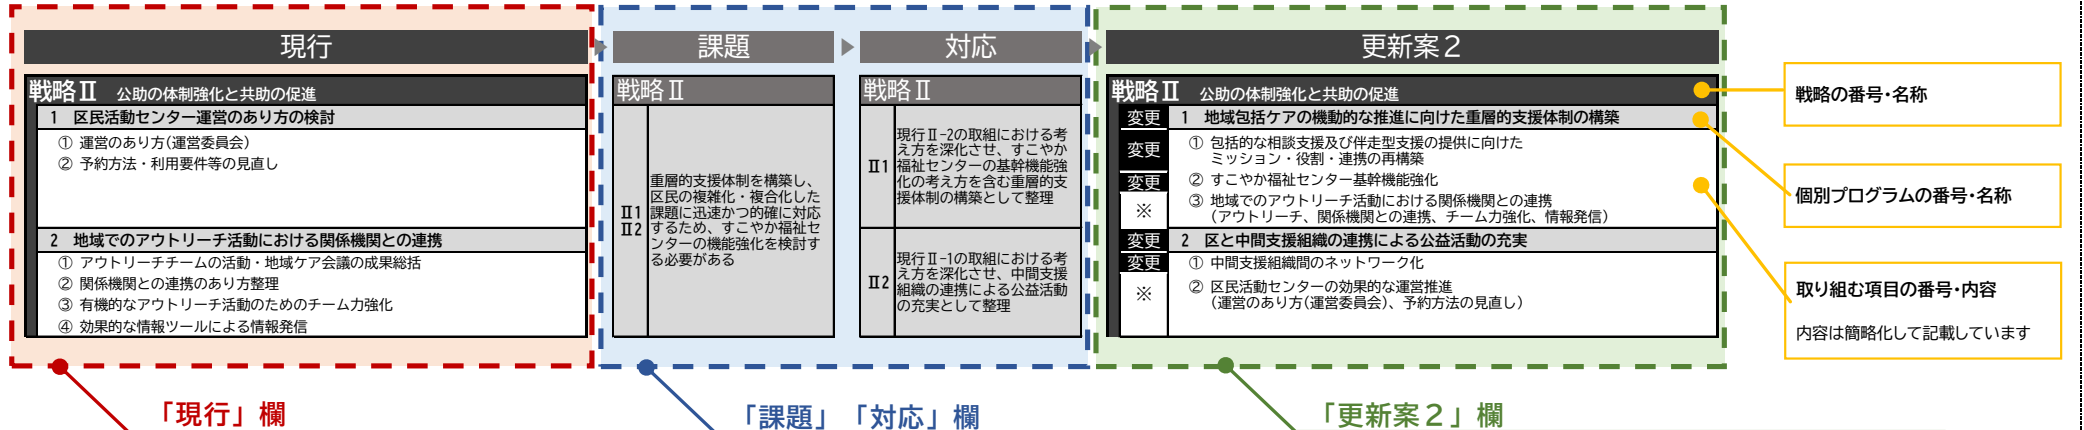 現行
戦略Ⅱ 公助の体制強化と共助の促進
1 区民活動センター運営のあり方の検討
① 運営のあり方(運営委員会)
② 予約方法・利用要件等の見直し
2 地域でのアウトリーチ活動における関係機関との連携
① アウトリーチチームの活動・地域ケア会議の成果総括
② 関係機関との連携のあり方整理
③ 有機的なアウトリーチ活動のためのチーム力強化
④ 効果的な情報ツールによる情報発信
課題
戦略Ⅱ
Ⅱ1
Ⅱ2
重層的支援体制を構築し、
区民の複雑化・複合化した
課題に迅速かつ的確に対応
するため、すこやか福祉セ
ンターの機能強化を検討す
る必要がある
対応
戦略Ⅱ
Ⅱ1
現行Ⅱ-2の取組における考
え方を深化させ、すこやか
福祉センターの基幹機能強
化の考え方を含む重層的支
援体制の構築として整理
Ⅱ2
現行Ⅱ-1の取組における考
え方を深化させ、中間支援
組織の連携による公益活動
の充実として整理
更新案2
戦略Ⅱ 公助の体制強化と共助の促進
変更 1 地域包括ケアの機動的な推進に向けた重層的支援体制の構築
変更 ① 包括的な相談支援及び伴走型支援の提供に向けた
ミッション・役割・連携の再構築
変更 ② すこやか福祉センター基幹機能強化
※ ③ 地域でのアウトリーチ活動における関係機関との連携
(アウトリーチ、関係機関との連携、チーム力強化、情報発信)
変更 2 区と中間支援組織の連携による公益活動の充実
変更 ① 中間支援組織間のネットワーク化
※ ② 区民活動センターの効果的な運営推進
(運営のあり方(運営委員会)、予約方法の見直し)
戦略の番号・名称
個別プログラムの番号・名称
取り組む項目の番号・内容
内容は簡略化して記載しています
「現行」欄
「課題」「対応」欄
「更新案2」欄